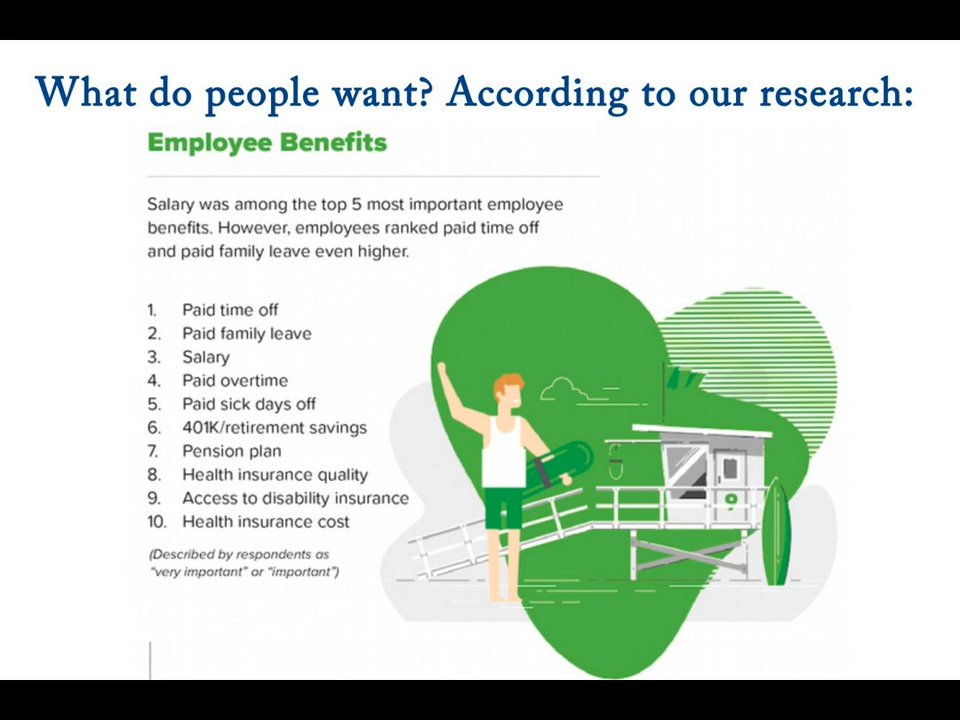 What do people want? According to our research:
Employee Benefits
Salary was among the top 5 most important employee
benefits. However, employees ranked paid time off
and paid family leave even higher.
1. Paid time off
2. Paid family leave
3. Salary
4. Paid overtime
5. Paid sick days off
6. 401K/retirement savings
7. Pension plan
8. Health insurance quality
9. Access to disability insurance
10. Health insurance cost
(Described by respondents as
"very important" or "important")
9